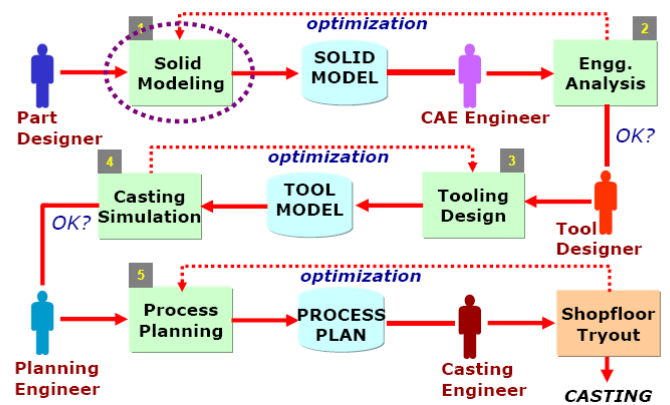 optimization
1
2
Solid
Modeling
SOLID
MODEL
Engg.
Analysis
Part
Designer
CAE Engineer
OK?
optimization
4
3
Casting
Simulation
TOOL
MODEL
Tooling
Design
OK?
Tool
Designer
optimization
5
Process
Planning
PROCESS
PLAN
Shopfloor
Tryout
Planning
Engineer
Casting
Engineer
CASTING